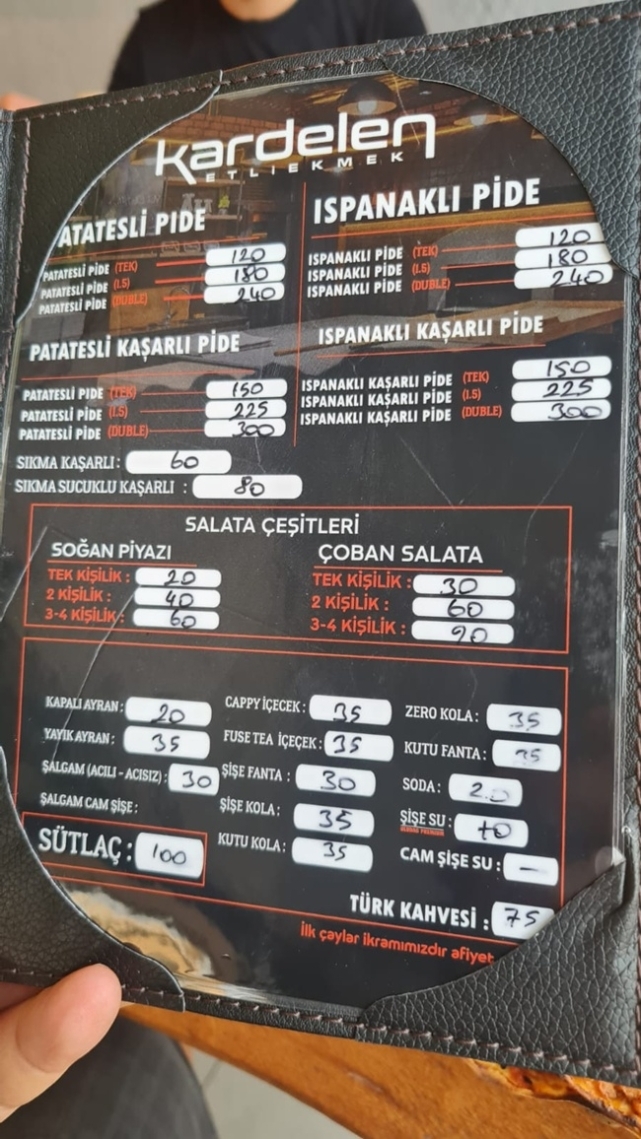 kardelen
ETLİEKMEK
ATATESLİ PIDE
PATATESLİ PİDE (TEK) 120
PATATESLİ PİDE (1.5) 180
PATATESLİ PİDE (DUBLE) 240
ISPANAKLI PİDE
ISPANAKLI PİDE (TEK) 120
ISPANAKLI PİDE (1.5) 180
ISPANAKLI PİDE (DUBLE) 240
PATATESLİ KAŞARLI PİDE
PATATESLİ PIDE (TEK) 150
PATATESLİ PİDE (1.5) 225
PATATESLİ PİDE (DUBLE) 300
ISPANAKLI KAŞARLI PİDE
ISPANAKLI KAŞARLI PİDE (TEK) 150
ISPANAKLI KAŞARLI PİDE (1.5) 225
ISPANAKLI KAŞARLI PİDE (DUBLE) 300
SIKMA KAŞARLI : 60
SIKMA SUCUKLU KAŞARLI : 80
SALATA ÇEŞİTLERİ
SOĞAN PİYAZI
TEK KİŞİLİK : 20
2 KİŞİLİK : 40
3-4 KİŞİLİK : 60
ÇOBAN SALATA
TEK KİŞİLİK : 30
2 KİŞİLİK : 60
3-4 KİŞİLİK : 90
KAPALI AYRAN : 20
YAYIK AYRAN : 35
ŞALGAM (ACILI - ACISIZ) : 30
ŞALGAM CAM ŞİŞE :
SÜTLAÇ : 100
CAPPY İÇECEK : 35
FUSE TEA İÇEÇEK : 35
ŞİŞE FANTA : 30
ŞİŞE KOLA : 35
KUTU KOLA : 35
ZERO KOLA : 35
KUTU FANTA : 35
SODA : 20
ŞİŞE SU : 10
CAM ŞİŞE SU : —
TÜRK KAHVESİ : 75
İlk çaylar ikramımızdır afiyet